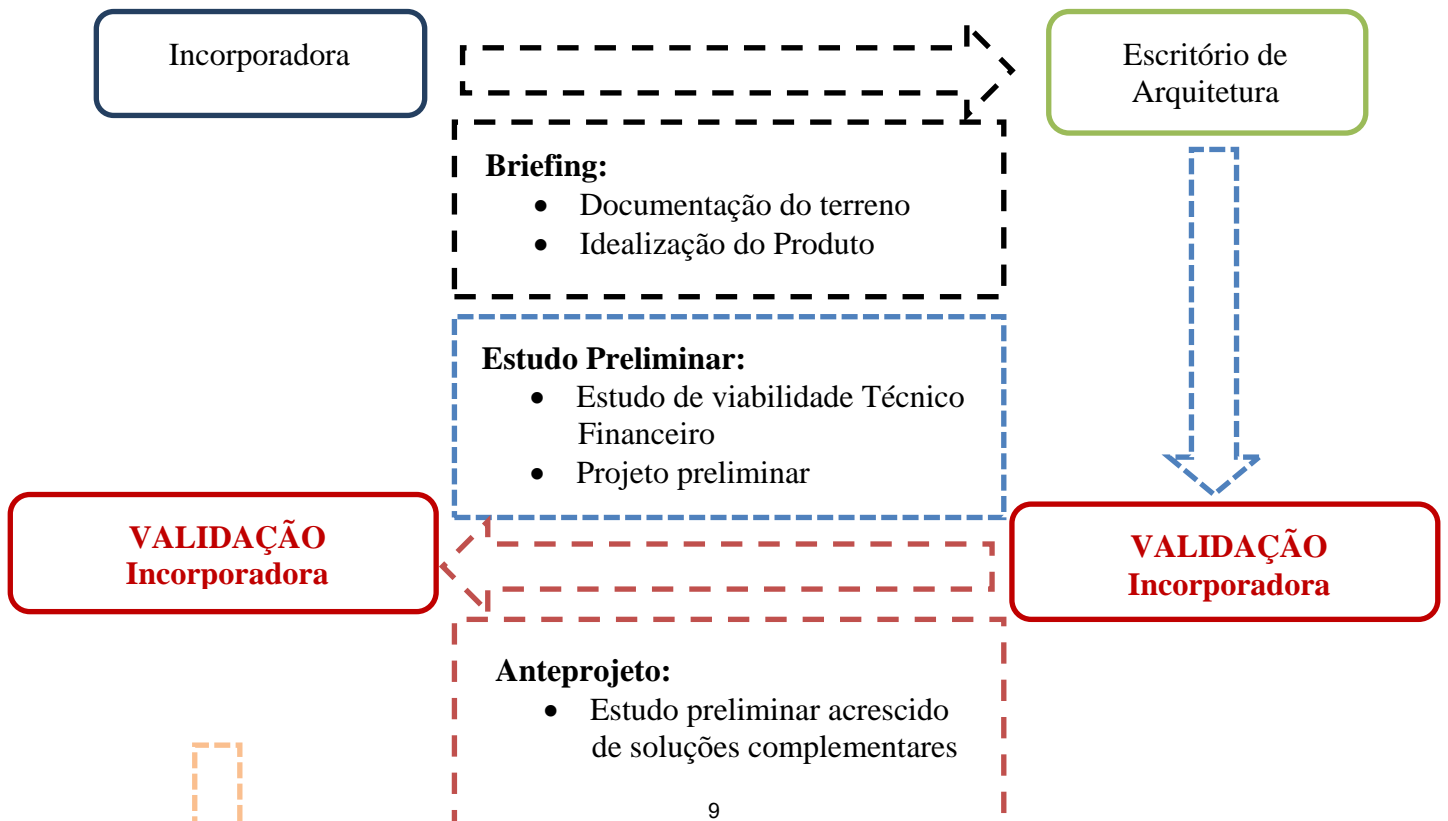 Incorporadora
Escritório de
Arquitetura
Briefing:
• Documentação do terreno
• Idealização do Produto
Estudo Preliminar:
• Estudo de viabilidade Técnico
Financeiro
• Projeto preliminar
VALIDAÇÃO
Incorporadora
VALIDAÇÃO
Incorporadora
Anteprojeto:
• Estudo preliminar acrescido
de soluções complementares
9